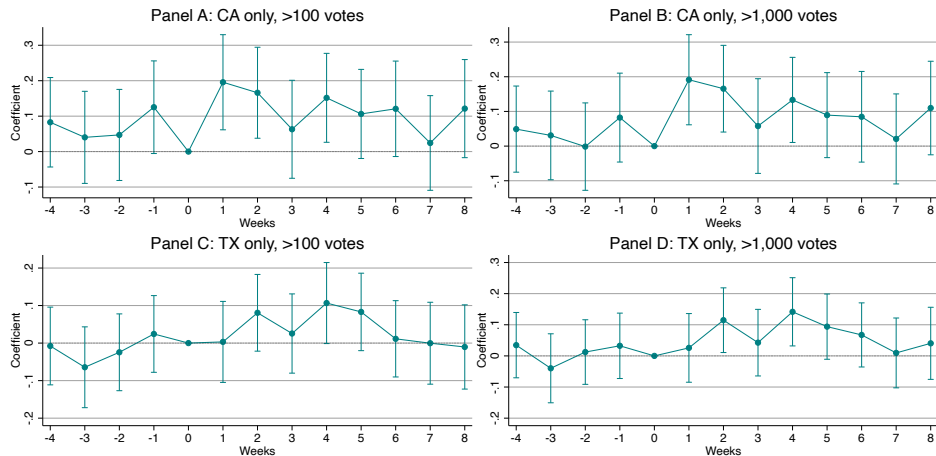 Panel A: CA only, >100 votes
Coefficient
.3
.2
.1
0
-.1
-4 -3 -2 -1 0 1 2 3 4 5 6 7 8
Weeks
Panel B: CA only, >1,000 votes
Coefficient
.3
.2
.1
0
-.1
-4 -3 -2 -1 0 1 2 3 4 5 6 7 8
Weeks
Panel C: TX only, >100 votes
Coefficient
.2
.1
0
-.1
-.2
-4 -3 -2 -1 0 1 2 3 4 5 6 7 8
Weeks
Panel D: TX only, >1,000 votes
Coefficient
.3
.2
.1
0
-.1
-.2
-4 -3 -2 -1 0 1 2 3 4 5 6 7 8
Weeks